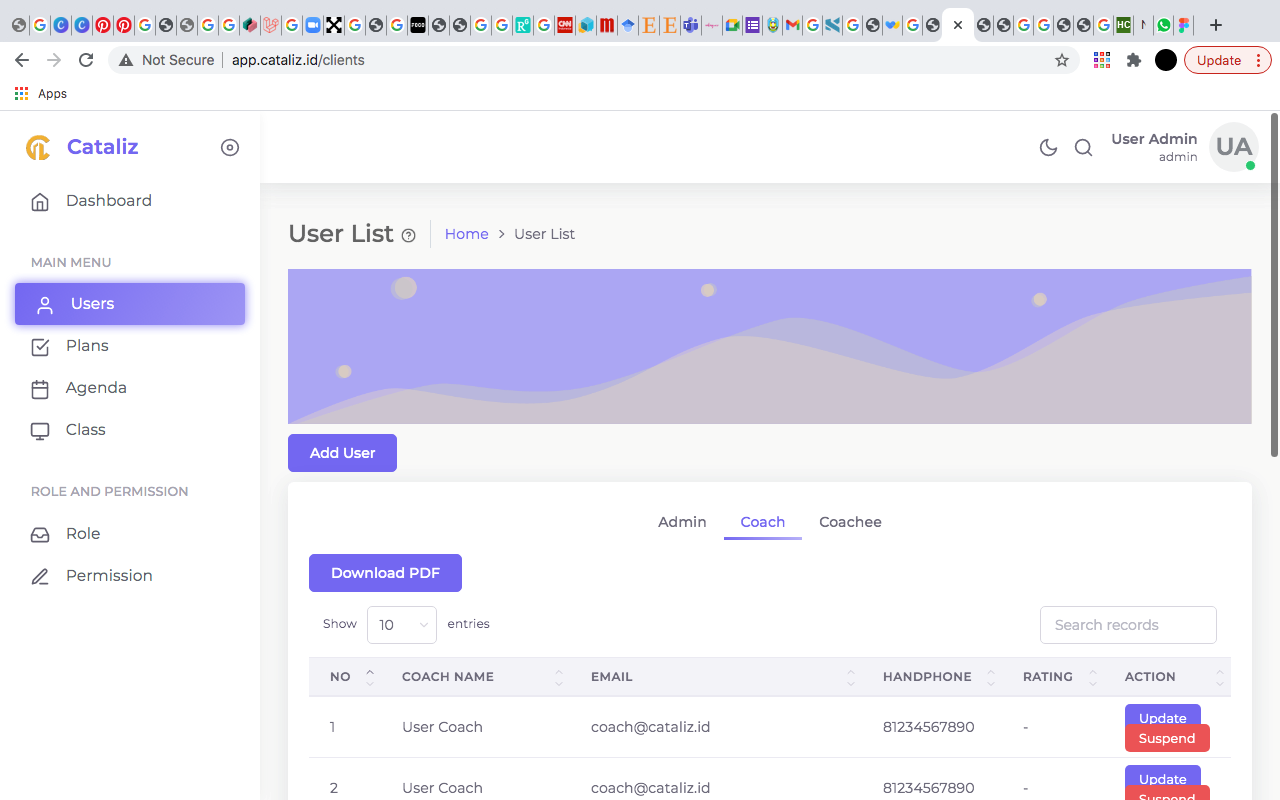 Not Secure
app.cataliz.id/clients
Update
Apps
Cataliz
User Admin
admin
UA
Dashboard
MAIN MENU
Users
Plans
Agenda
Class
ROLE AND PERMISSION
Role
Permission
User List
Home > User List
Add User
Admin Coach Coachee
Download PDF
Show 10 entries
Search records
NO COACH NAME EMAIL HANDPHONE RATING ACTION
1 User Coach coach@cataliz.id 81234567890 - Update
Suspend
2 User Coach coach@cataliz.id 81234567890 - Update
Suspend